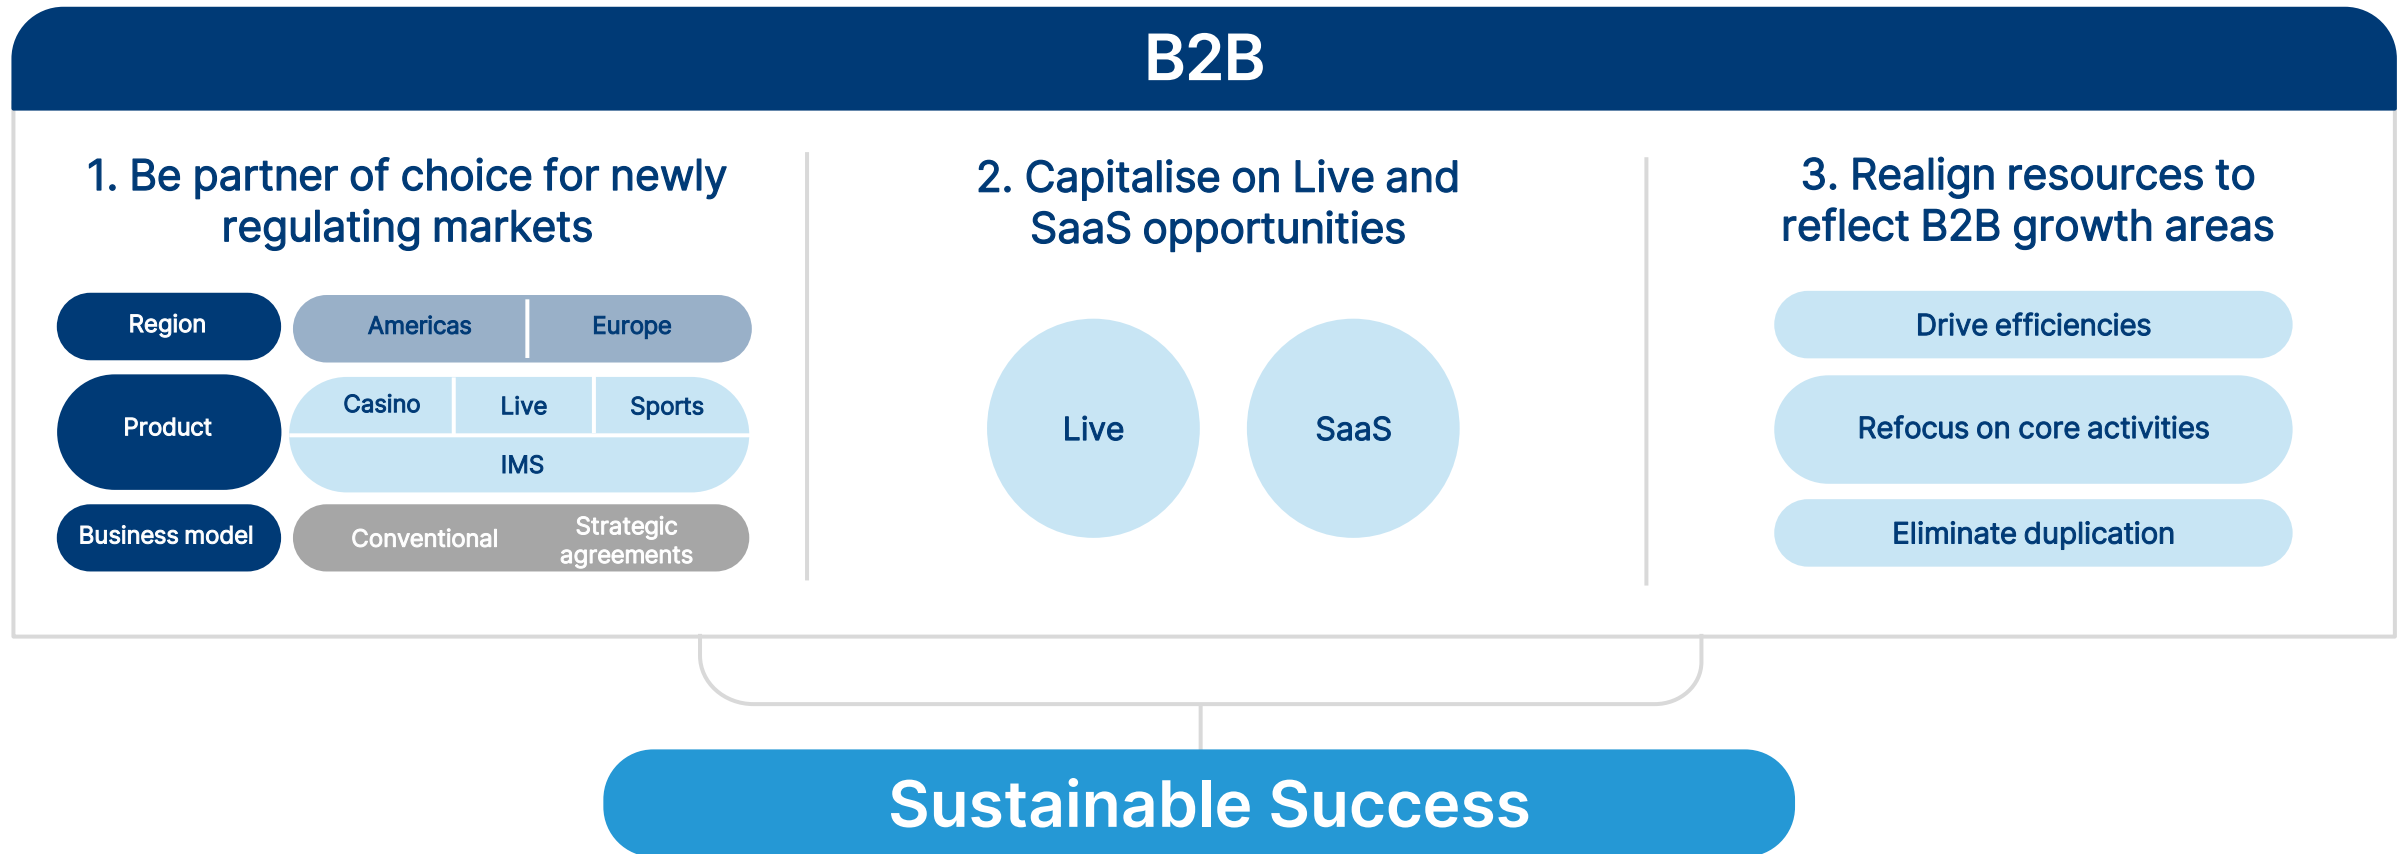 B2B
1. Be partner of choice for newly
regulating markets
Region
Americas
Europe
Product
Casino
Live
Sports
IMS
Business model
Conventional
Strategic
agreements
2. Capitalise on Live and
SaaS opportunities
Live
SaaS
3. Realign resources to
reflect B2B growth areas
Drive efficiencies
Refocus on core activities
Eliminate duplication
Sustainable Success